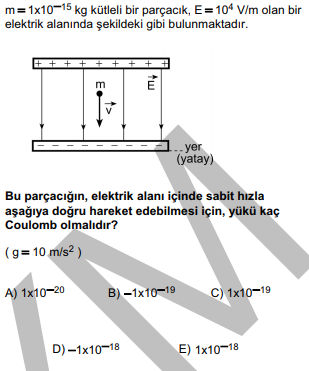 m=1x10⁻¹⁵ kg kütleli bir parçacık, E=10⁴ V/m olan bir
elektrik alanında şekildeki gibi bulunmaktadır.
+ + + + + + + + + +
m
E
v
– – – – – – – – – –
yer
(yatay)
Bu parçacığın, elektrik alanı içinde sabit hızla
aşağıya doğru hareket edebilmesi için, yükü kaç
Coulomb olmalıdır?
( g=10 m/s² )
A) 1x10⁻²⁰ B) –1x10⁻¹⁹ C) 1x10⁻¹⁹
D) –1x10⁻¹⁸ E) 1x10⁻¹⁸